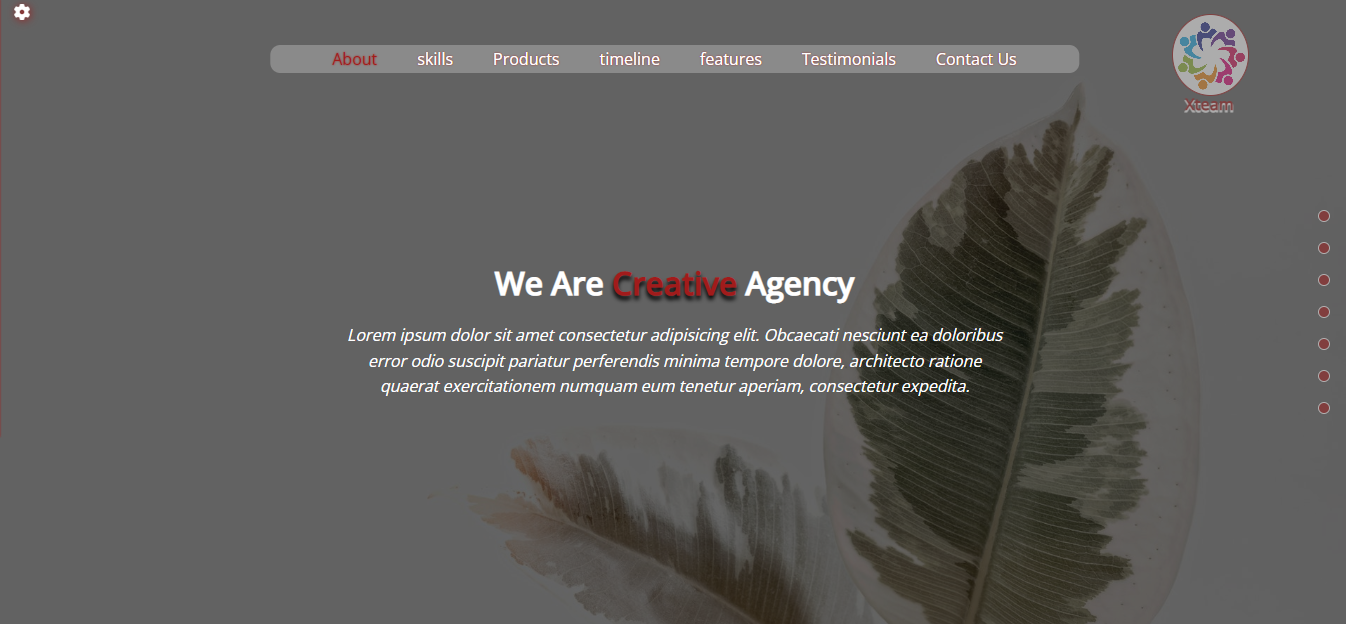 About skills Products timeline features Testimonials Contact Us
Xteam
We Are Creative Agency
Lorem ipsum dolor sit amet consectetur adipisicing elit. Obcaecati nesciunt ea doloribus
error odio suscipit pariatur perferendis minima tempore dolore, architecto ratione
quaerat exercitationem numquam eum tenetur aperiam, consectetur expedita.